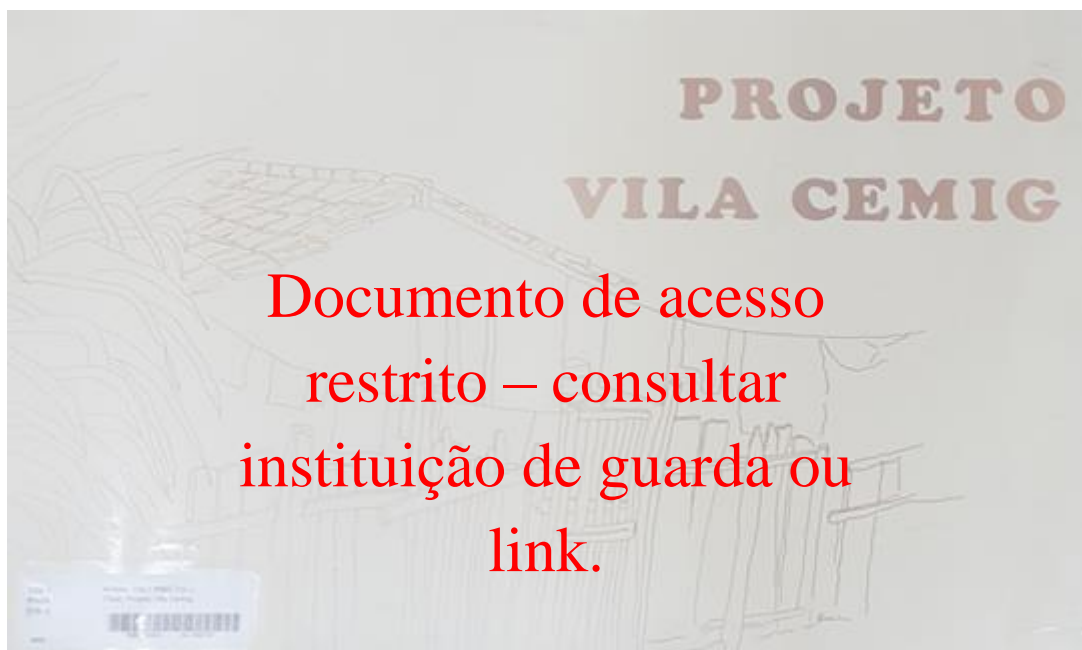 PROJETO
VILA CEMIG
Documento de acesso
restrito – consultar
instituição de guarda ou
link.